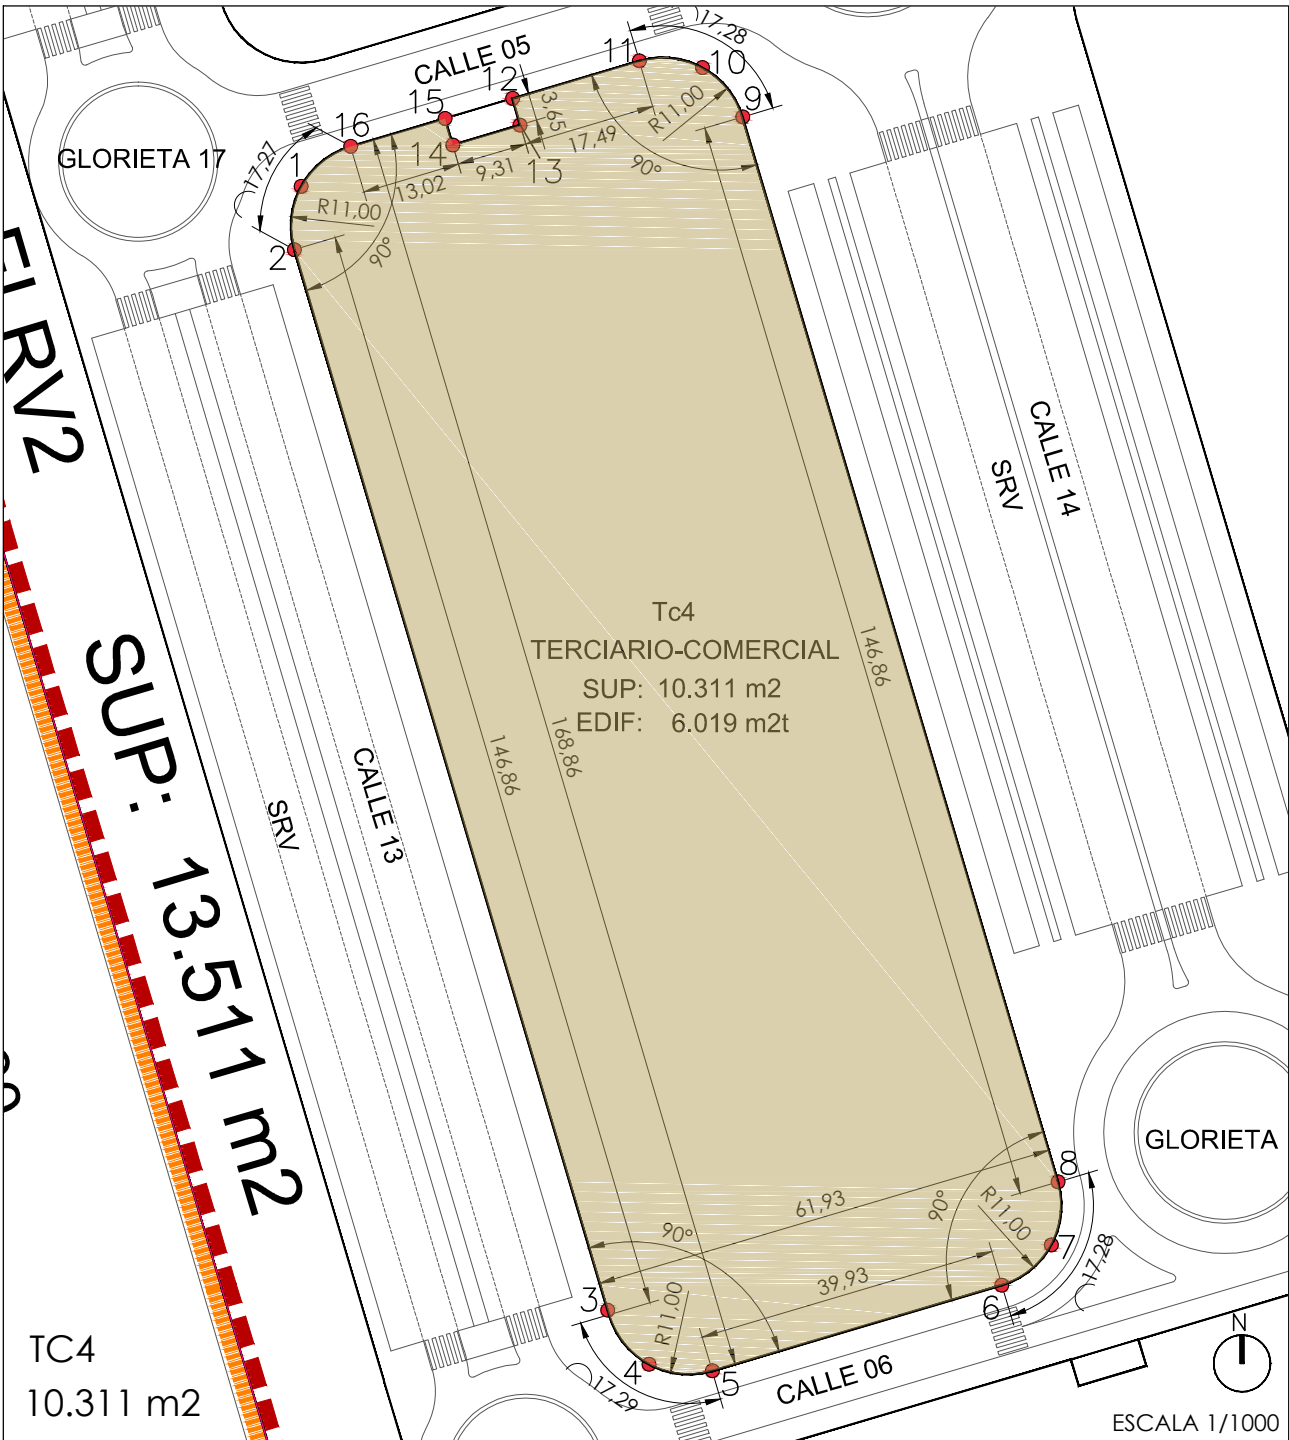 17,28
11
10
CALLE 05
12
9
15
3,65
R11,00
16
17,49
14
13
90°
GLORIETA 17
17,27
9,31
13,02
1
R11,00
2
90°
RV2
CALLE 14
SRV
Tc4
TERCIARIO-COMERCIAL
SUP: 10.311 m2
EDIF: 6.019 m2t
146,86
146,86
168,86
SUP: 13.511 m2
CALLE 13
SRV
GLORIETA
8
61,93
90°
R11,00
90°
7
17,28
39,93
6
3
R11,00
4
5
17,29
CALLE 06
N
TC4
10.311 m2
ESCALA 1/1000